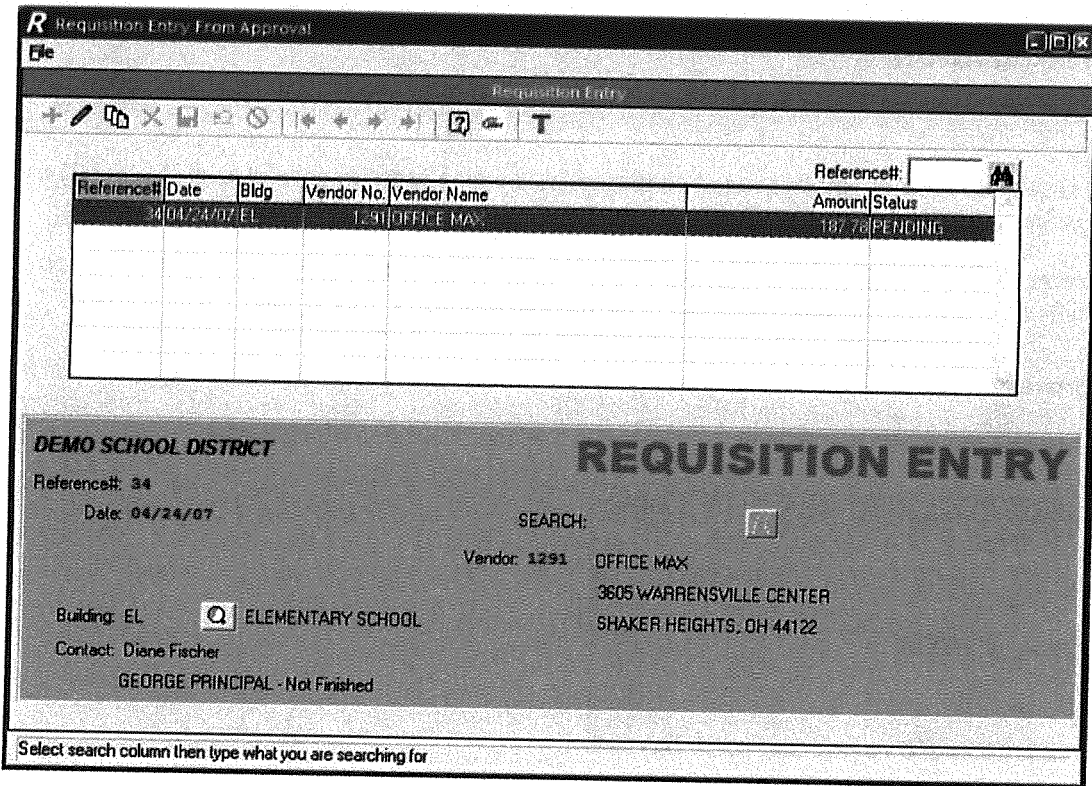 R Requisition Entry From Approval
File
Requisition Entry
T
Reference#:
Reference# Date Bldg Vendor No. Vendor Name Amount Status
34 04/24/07 EL 1291 OFFICE MAX 187.78 PENDING
DEMO SCHOOL DISTRICT
REQUISITION ENTRY
Reference#: 34
Date: 04/24/07
SEARCH:
Vendor: 1291 OFFICE MAX
3605 WARRENSVILLE CENTER
Building: EL ELEMENTARY SCHOOL
SHAKER HEIGHTS, OH 44122
Contact: Diane Fischer
GEORGE PRINCIPAL - Not Finished
Select search column then type what you are searching for